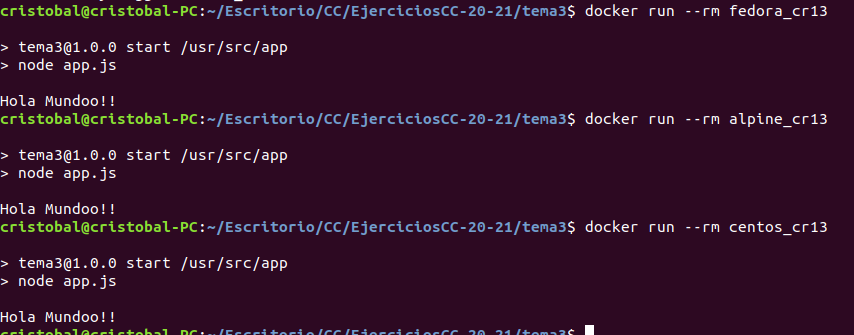 cristobal@cristobal-PC:~/Escritorio/CC/EjerciciosCC-20-21/tema3$ docker run --rm fedora_cr13
> tema3@1.0.0 start /usr/src/app
> node app.js
Hola Mundoo!!
cristobal@cristobal-PC:~/Escritorio/CC/EjerciciosCC-20-21/tema3$ docker run --rm alpine_cr13
> tema3@1.0.0 start /usr/src/app
> node app.js
Hola Mundoo!!
cristobal@cristobal-PC:~/Escritorio/CC/EjerciciosCC-20-21/tema3$ docker run --rm centos_cr13
> tema3@1.0.0 start /usr/src/app
> node app.js
Hola Mundoo!!
cristobal@cristobal-PC:~/Escritorio/CC/EjerciciosCC-20-21/tema3$